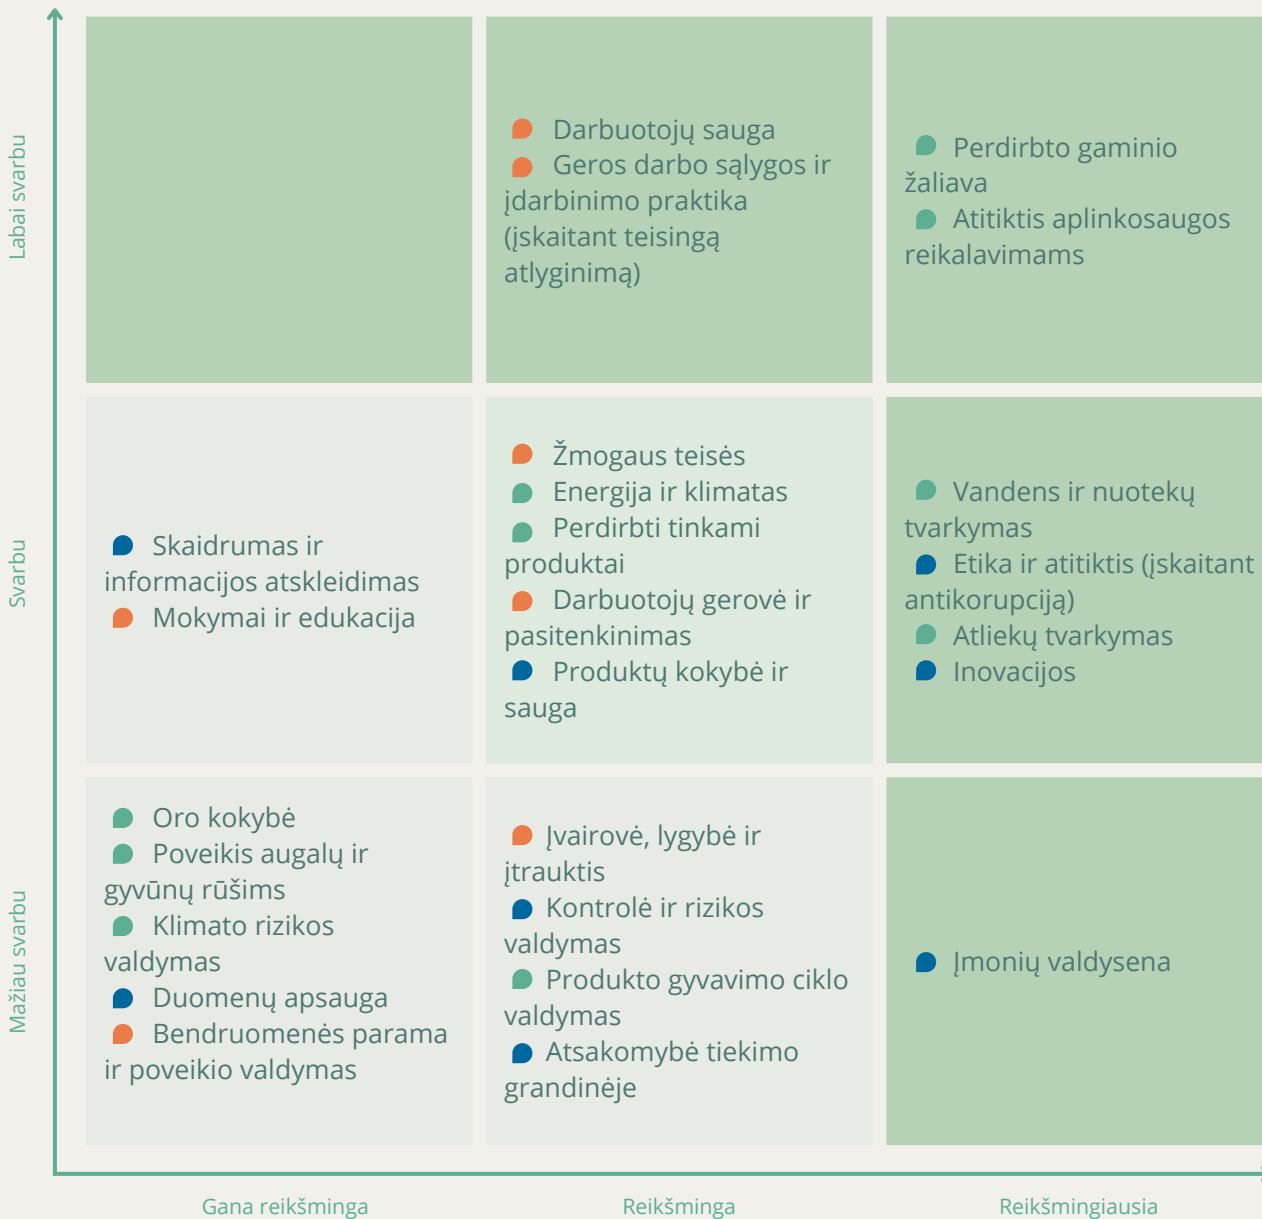 Labai svarbu
Darbuotojų sauga
Geros darbo sąlygos ir
įdarbinimo praktika
(įskaitant teisingą
atlyginimą)
Perdirbto gaminio
žaliava
Atitiktis aplinkosaugos
reikalavimams
Svarbu
Skaidrumas ir
informacijos atskleidimas
Mokymai ir edukacija
Žmogaus teisės
Energija ir klimatas
Perdirbti tinkami
produktai
Darbuotojų gerovė ir
pasitenkinimas
Produktų kokybė ir
sauga
Vandens ir nuotekų
tvarkymas
Etika ir atitiktis (įskaitant
antikorupciją)
Atliekų tvarkymas
Inovacijos
Mažiau svarbu
Oro kokybė
Poveikis augalų ir
gyvūnų rūšims
Klimato rizikos
valdymas
Duomenų apsauga
Bendruomenės parama
ir poveikio valdymas
Įvairovė, lygybė ir
įtrauktis
Kontrolė ir rizikos
valdymas
Produkto gyvavimo ciklo
valdymas
Atsakomybė tiekimo
grandinėje
Įmonių valdysena
Gana reikšminga
Reikšminga
Reikšmingiausia